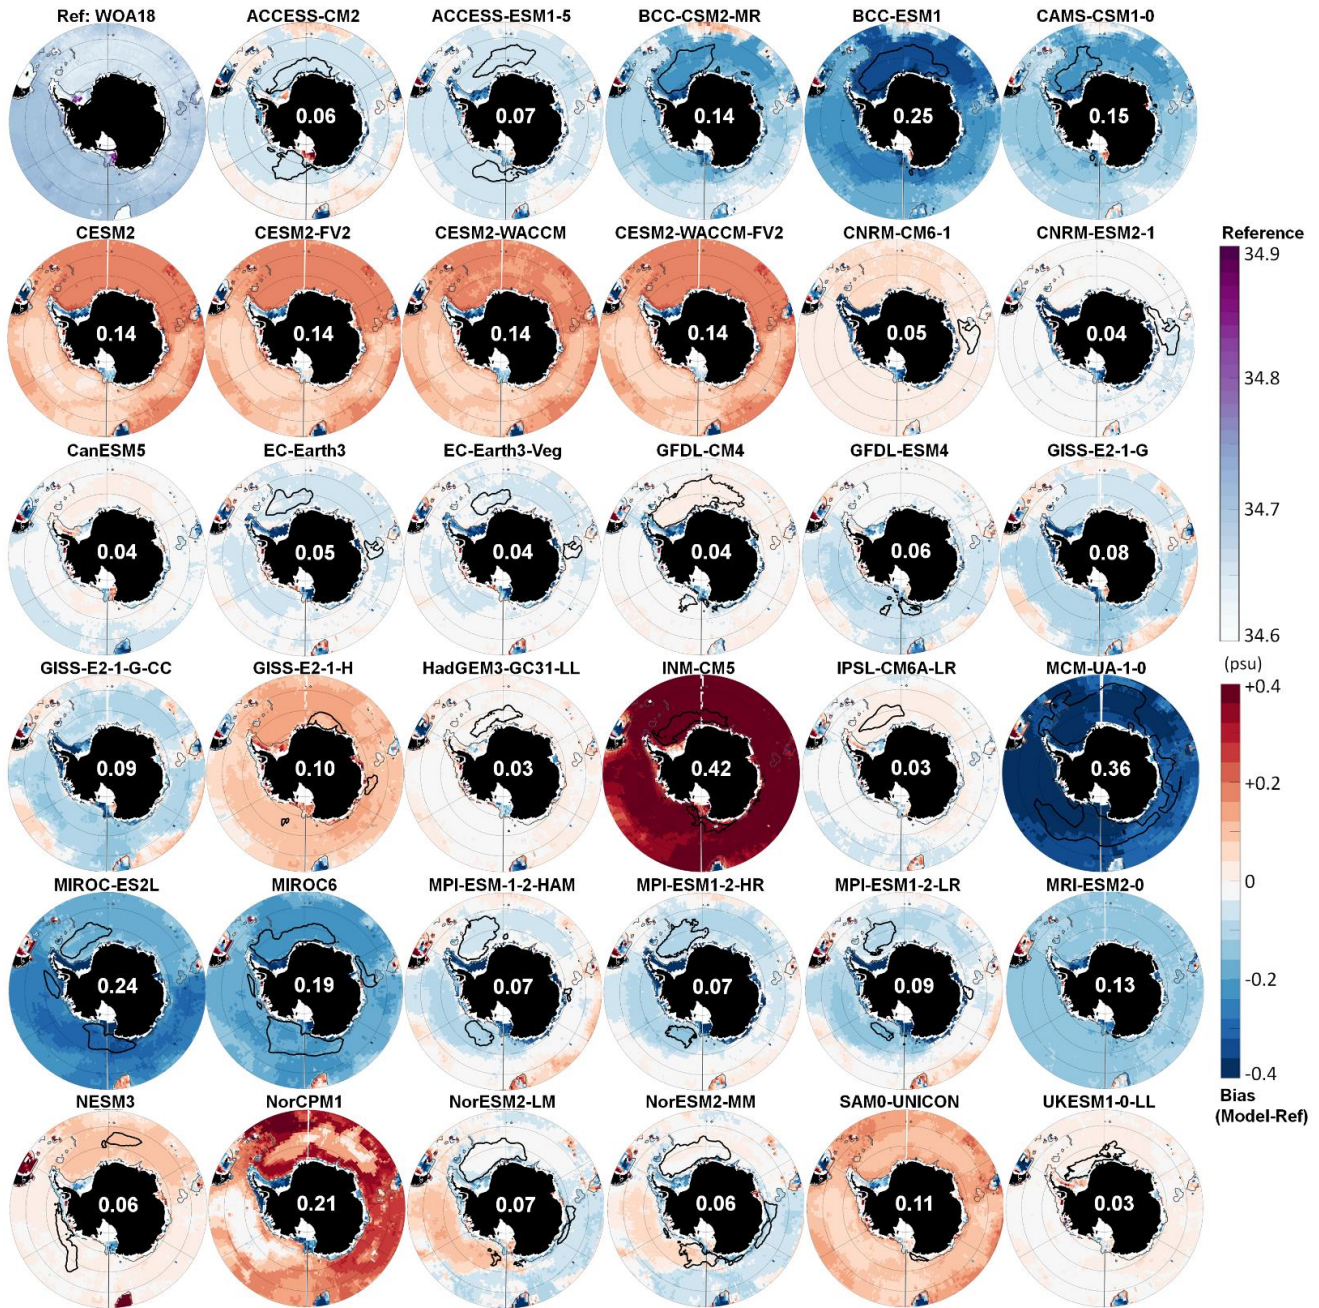 Ref: WOA18 ACCESS-CM2 ACCESS-ESM1-5 BCC-CSM2-MR BCC-ESM1 CAMS-CSM1-0
0.06 0.07 0.14 0.25 0.15
CESM2 CESM2-FV2 CESM2-WACCM CESM2-WACCM-FV2 CNRM-CM6-1 CNRM-ESM2-1
0.14 0.14 0.14 0.14 0.05 0.04
CanESM5 EC-Earth3 EC-Earth3-Veg GFDL-CM4 GFDL-ESM4 GISS-E2-1-G
0.04 0.05 0.04 0.04 0.06 0.08
GISS-E2-1-G-CC GISS-E2-1-H HadGEM3-GC31-LL INM-CM5 IPSL-CM6A-LR MCM-UA-1-0
0.09 0.10 0.03 0.42 0.03 0.36
MIROC-ES2L MIROC6 MPI-ESM-1-2-HAM MPI-ESM1-2-HR MPI-ESM1-2-LR MRI-ESM2-0
0.24 0.19 0.07 0.07 0.09 0.13
NESM3 NorCPM1 NorESM2-LM NorESM2-MM SAM0-UNICON UKESM1-0-LL
0.06 0.21 0.07 0.06 0.11 0.03
Reference
34.9
34.8
34.7
34.6
(psu)
+0.4
+0.2
0
-0.2
-0.4
Bias
(Model-Ref)